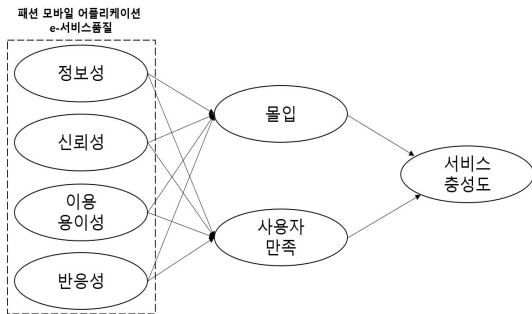 패션 모바일 어플리케이션
e-서비스품질
정보성
신뢰성
이용
용이성
반응성
몰입
사용자
만족
서비스
충성도